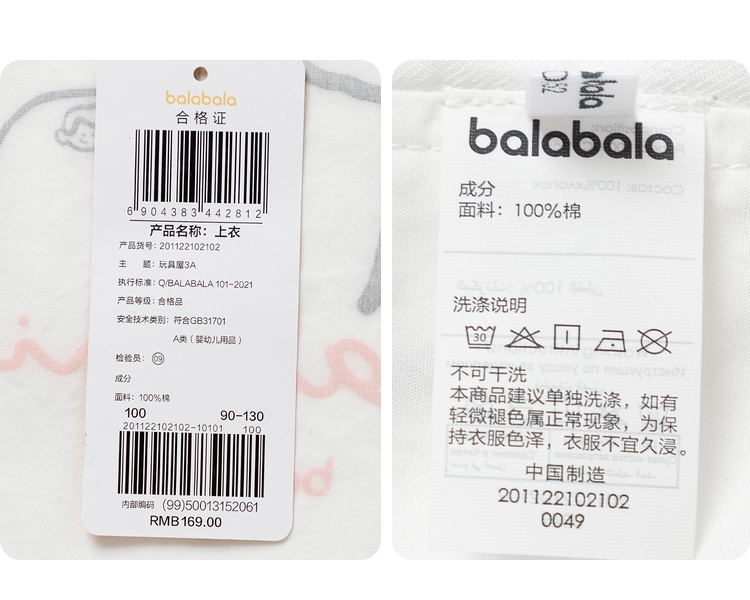 balabala
合格证
6 904383 442812
产品名称：上衣
产品货号：201122102102
主　题：玩具屋3A
执行标准：Q/BALABALA 101-2021
产品等级：合格品
安全技术类别：符合GB31701
A类（婴幼儿用品）
检验员：09
成分
面料：100%棉
100 90-130
201122102102-10101 100
内部编码 (99)50013152061
RMB169.00
balabala
成分
面料：100%棉
洗涤说明
30
不可干洗
本商品建议单独洗涤，如有
轻微褪色属正常现象，为保
持衣服色泽，衣服不宜久浸。
中国制造
201122102102
0049